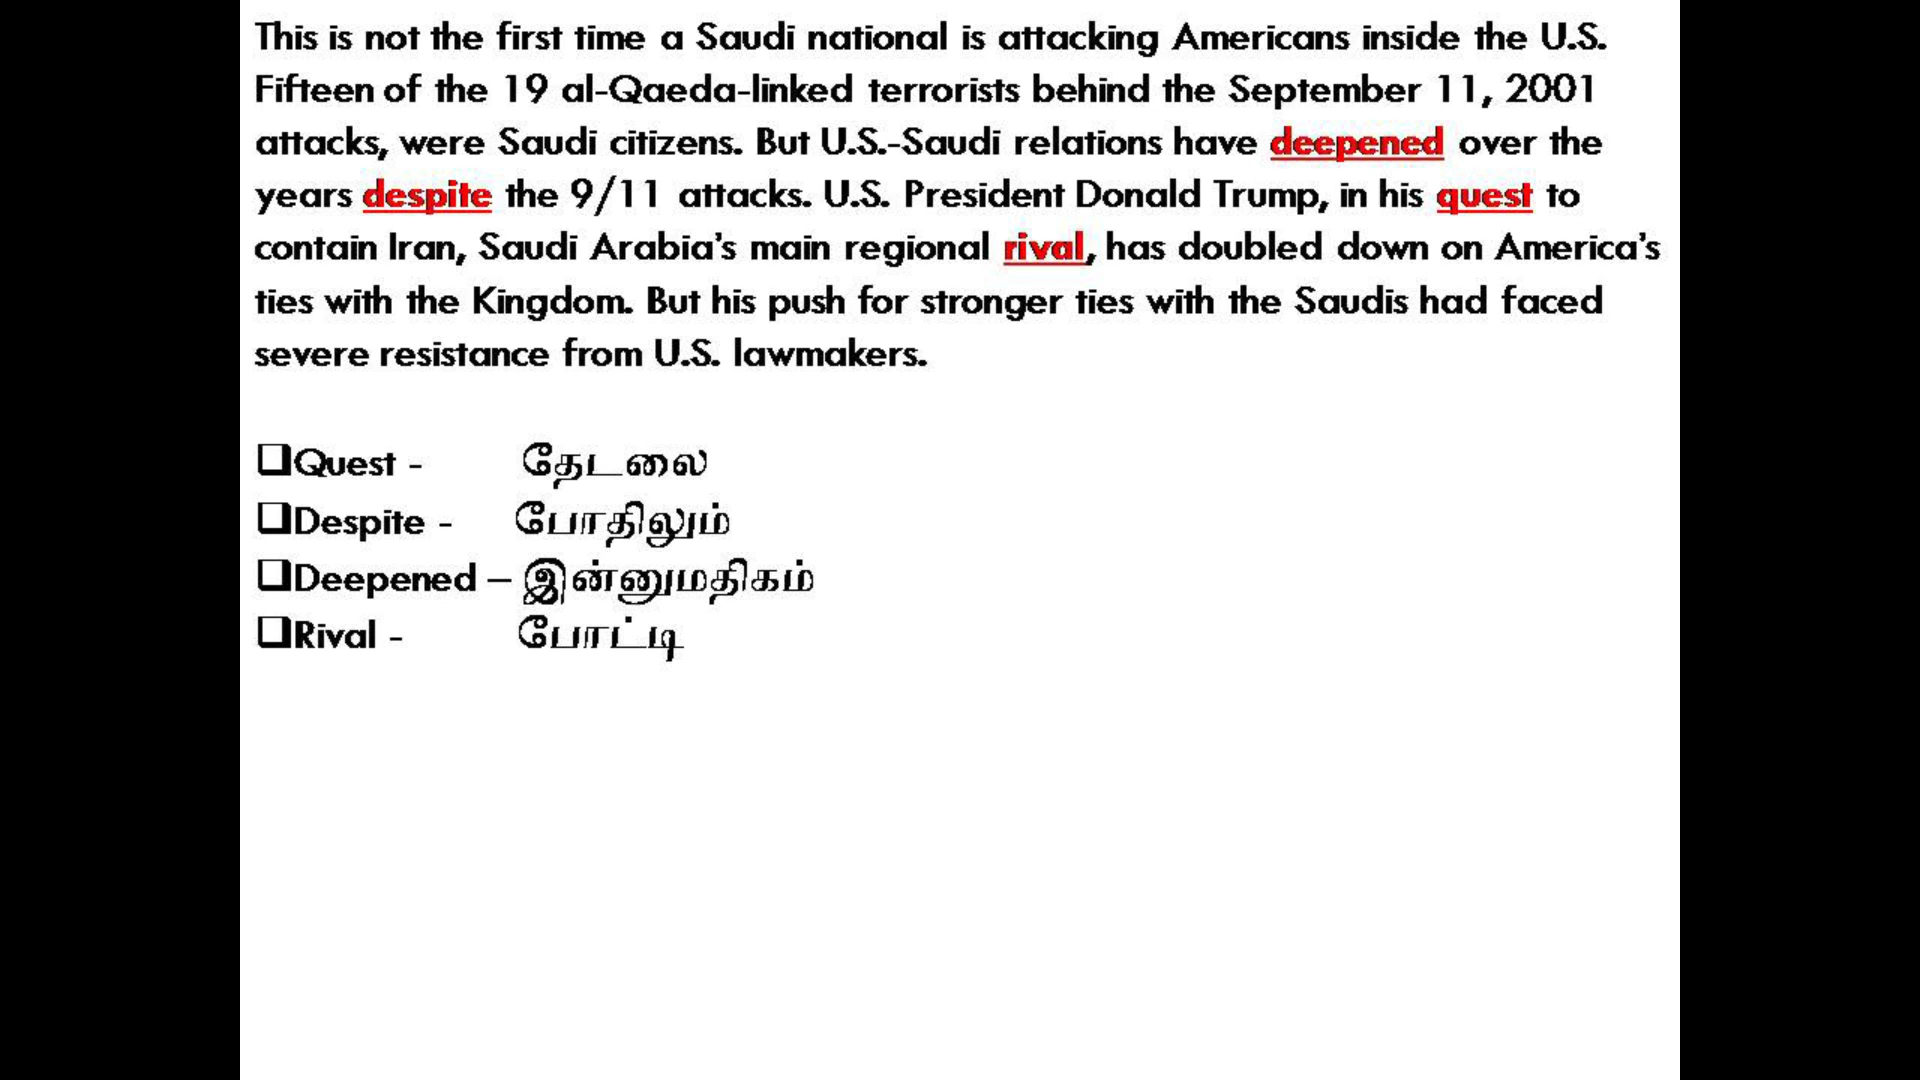 This is not the first time a Saudi national is attacking Americans inside the U.S.
Fifteen of the 19 al-Qaeda-linked terrorists behind the September 11, 2001
attacks, were Saudi citizens. But U.S.-Saudi relations have deepened over the
years despite the 9/11 attacks. U.S. President Donald Trump, in his quest to
contain Iran, Saudi Arabia’s main regional rival, has doubled down on America’s
ties with the Kingdom. But his push for stronger ties with the Saudis had faced
severe resistance from U.S. lawmakers.
❑Quest - தேடலை
❑Despite - போதிலும்
❑Deepened – இன்னுமதிகம்
❑Rival - போட்டி